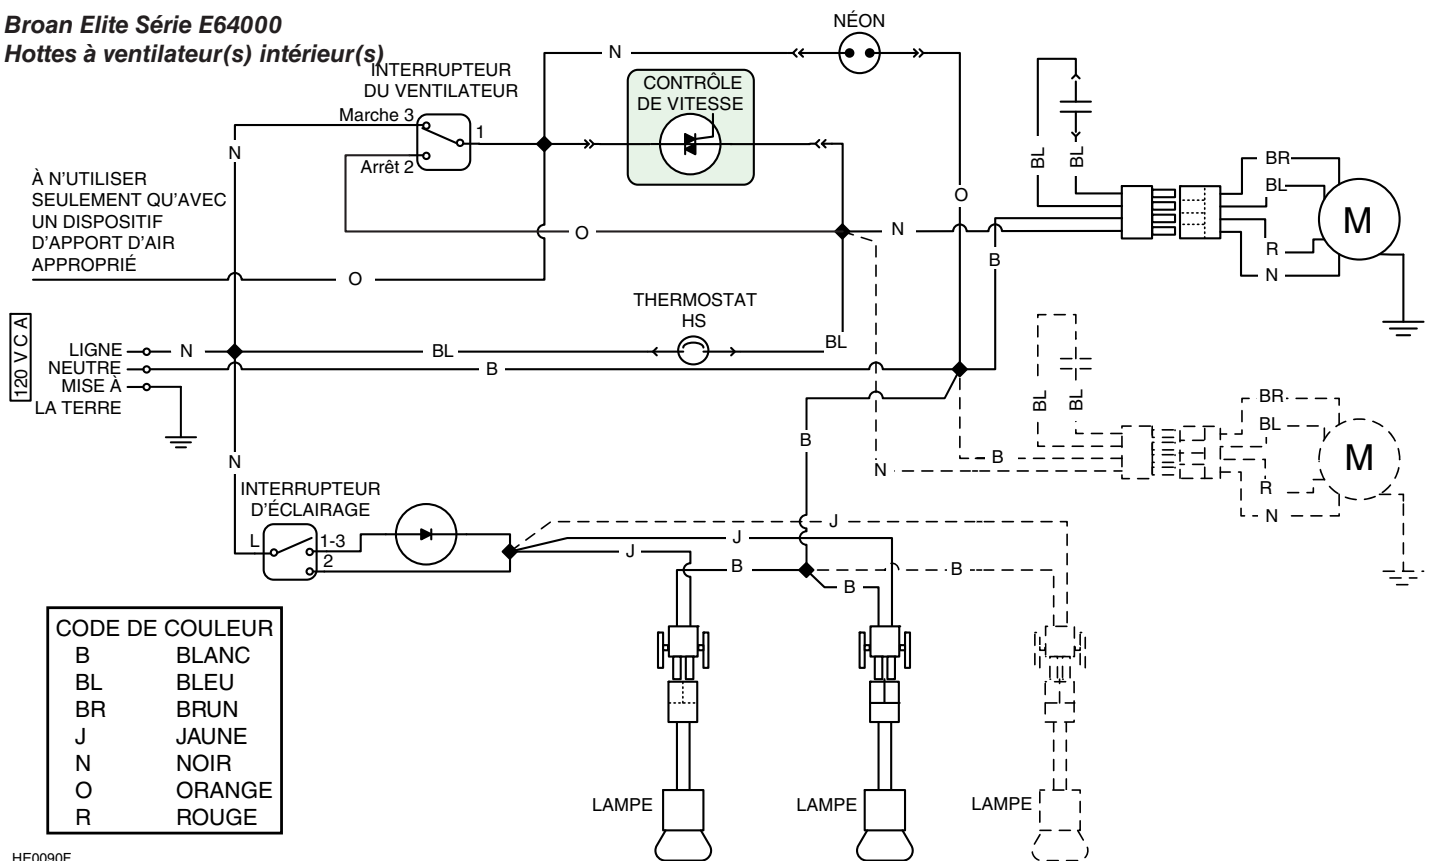 Broan Elite Série E64000
Hottes à ventilateur(s) intérieur(s)
NÉON
N
INTERRUPTEUR
DU VENTILATEUR
CONTRÔLE
DE VITESSE
Marche 3
1
Arrêt 2
N
BL
BL
BR
BL
R
N
M
À N'UTILISER
SEULEMENT QU'AVEC
UN DISPOSITIF
D'APPORT D'AIR
APPROPRIÉ
O
O
O
N
B
THERMOSTAT
HS
120 V C A
LIGNE
N
BL
BL
NEUTRE
B
MISE À
LA TERRE
BL
BL
BR
BL
R
N
M
B
B
N
N
INTERRUPTEUR
D'ÉCLAIRAGE
L
1-3
2
J
J
J
B
B
B
CODE DE COULEUR
B BLANC
BL BLEU
BR BRUN
J JAUNE
N NOIR
O ORANGE
R ROUGE
LAMPE
LAMPE
LAMPE
HE0090F